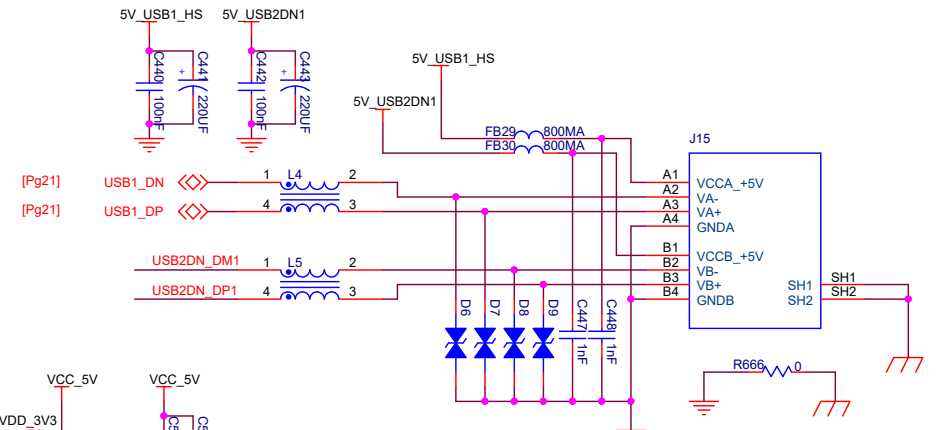 5V_USB1_HS 5V_USB2DN1
C440 100nF
+ C441 220UF
C442 100nF
+ C443 220UF
5V_USB1_HS
5V_USB2DN1
FB29 800MA
FB30 800MA
J15
[Pg21] USB1_DN 1 L4 2
[Pg21] USB1_DP 4 3
USB2DN_DM1 1 L5 2
USB2DN_DP1 4 3
A1 VCCA_+5V
A2 VA-
A3 VA+
A4 GNDA
B1 VCCB_+5V
B2 VB-
B3 VB+
B4 GNDB
SH1 SH1
SH2 SH2
D6 D7 D8 D9
C447 1nF
C448 1nF
R666 0
VCC_5V VCC_5V
VDD_3V3